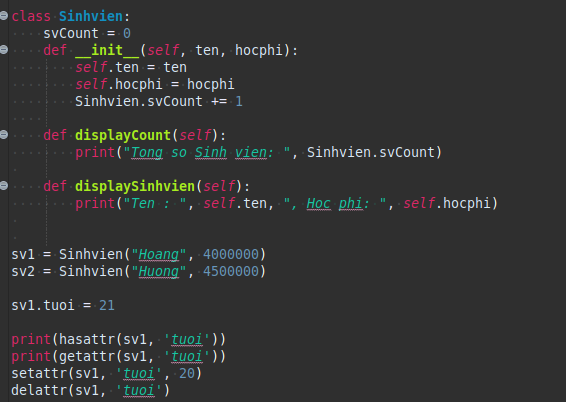 class Sinhvien:
    svCount = 0
    def __init__(self, ten, hocphi):
        self.ten = ten
        self.hocphi = hocphi
        Sinhvien.svCount += 1
    def displayCount(self):
        print("Tong so Sinh vien: ", Sinhvien.svCount)
    def displaySinhvien(self):
        print("Ten : ", self.ten, ", Hoc phi: ", self.hocphi)
sv1 = Sinhvien("Hoang", 4000000)
sv2 = Sinhvien("Huong", 4500000)
sv1.tuoi = 21
print(hasattr(sv1, 'tuoi'))
print(getattr(sv1, 'tuoi'))
setattr(sv1, 'tuoi', 20)
delattr(sv1, 'tuoi')